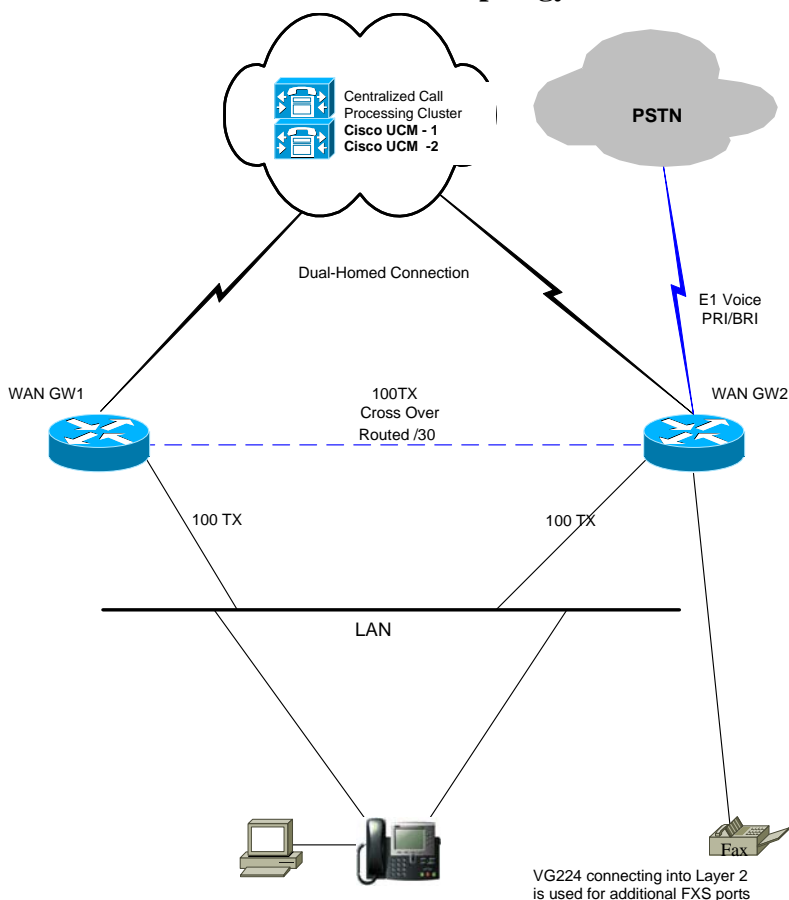 Centralized Call
Processing Cluster
Cisco UCM - 1
Cisco UCM -2
PSTN
Dual-Homed Connection
E1 Voice
PRI/BRI
WAN GW1
100TX
Cross Over
Routed /30
WAN GW2
100 TX
100 TX
LAN
Fax
VG224 connecting into Layer 2
is used for additional FXS ports